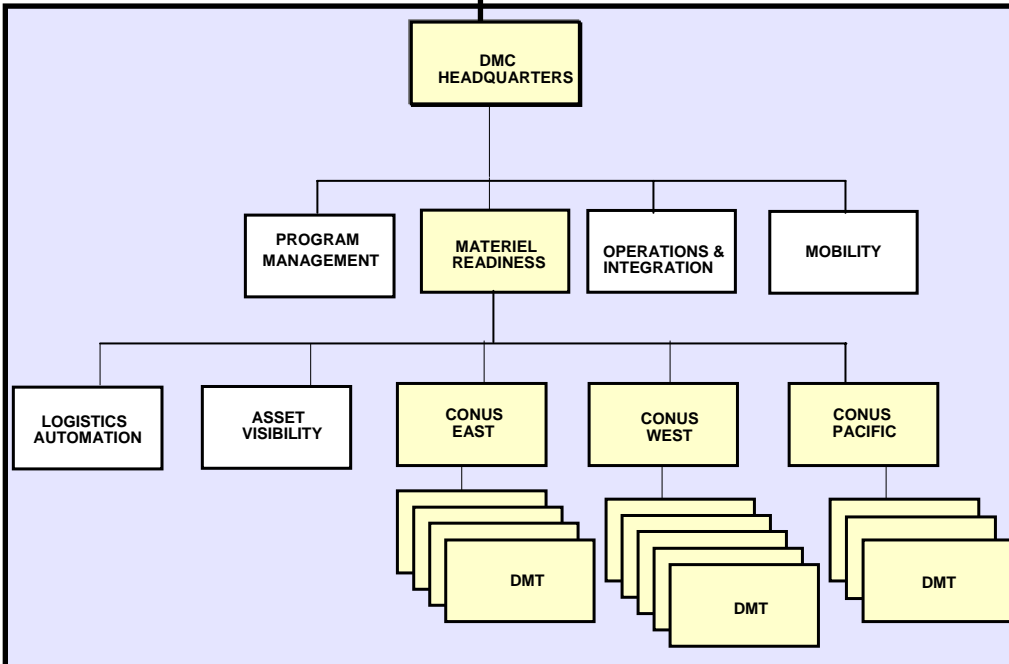 DMC
HEADQUARTERS
PROGRAM
MANAGEMENT
MATERIEL
READINESS
OPERATIONS &
INTEGRATION
MOBILITY
LOGISTICS
AUTOMATION
ASSET
VISIBILITY
CONUS
EAST
CONUS
WEST
CONUS
PACIFIC
DMT
DMT
DMT